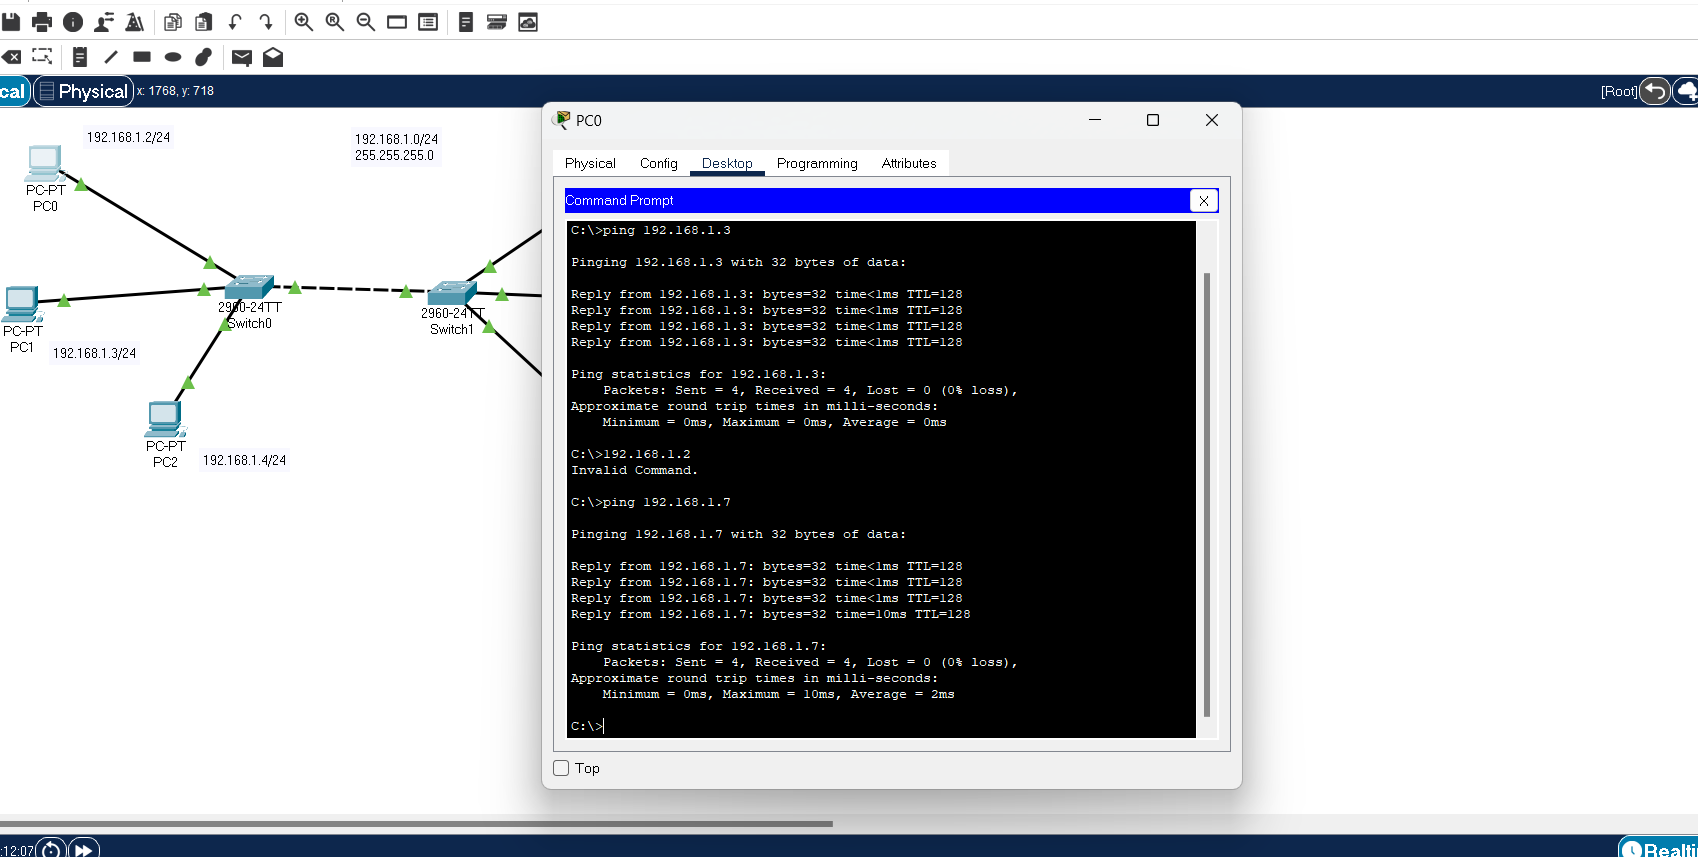 cal
Physical
x: 1768, y: 718
[Root]
192.168.1.2/24
192.168.1.0/24
255.255.255.0
PC-PT
PC0
2960-24TT
Switch0
2960-24TT
Switch1
PC-PT
PC1
192.168.1.3/24
PC-PT
PC2
192.168.1.4/24
PC0
Physical Config Desktop Programming Attributes
Command Prompt
X
C:\>ping 192.168.1.3
Pinging 192.168.1.3 with 32 bytes of data:
Reply from 192.168.1.3: bytes=32 time<1ms TTL=128
Reply from 192.168.1.3: bytes=32 time<1ms TTL=128
Reply from 192.168.1.3: bytes=32 time<1ms TTL=128
Reply from 192.168.1.3: bytes=32 time<1ms TTL=128
Ping statistics for 192.168.1.3:
Packets: Sent = 4, Received = 4, Lost = 0 (0% loss),
Approximate round trip times in milli-seconds:
Minimum = 0ms, Maximum = 0ms, Average = 0ms
C:\>192.168.1.2
Invalid Command.
C:\>ping 192.168.1.7
Pinging 192.168.1.7 with 32 bytes of data:
Reply from 192.168.1.7: bytes=32 time<1ms TTL=128
Reply from 192.168.1.7: bytes=32 time<1ms TTL=128
Reply from 192.168.1.7: bytes=32 time<1ms TTL=128
Reply from 192.168.1.7: bytes=32 time=10ms TTL=128
Ping statistics for 192.168.1.7:
Packets: Sent = 4, Received = 4, Lost = 0 (0% loss),
Approximate round trip times in milli-seconds:
Minimum = 0ms, Maximum = 10ms, Average = 2ms
C:\>
Top
:12:07
Realti